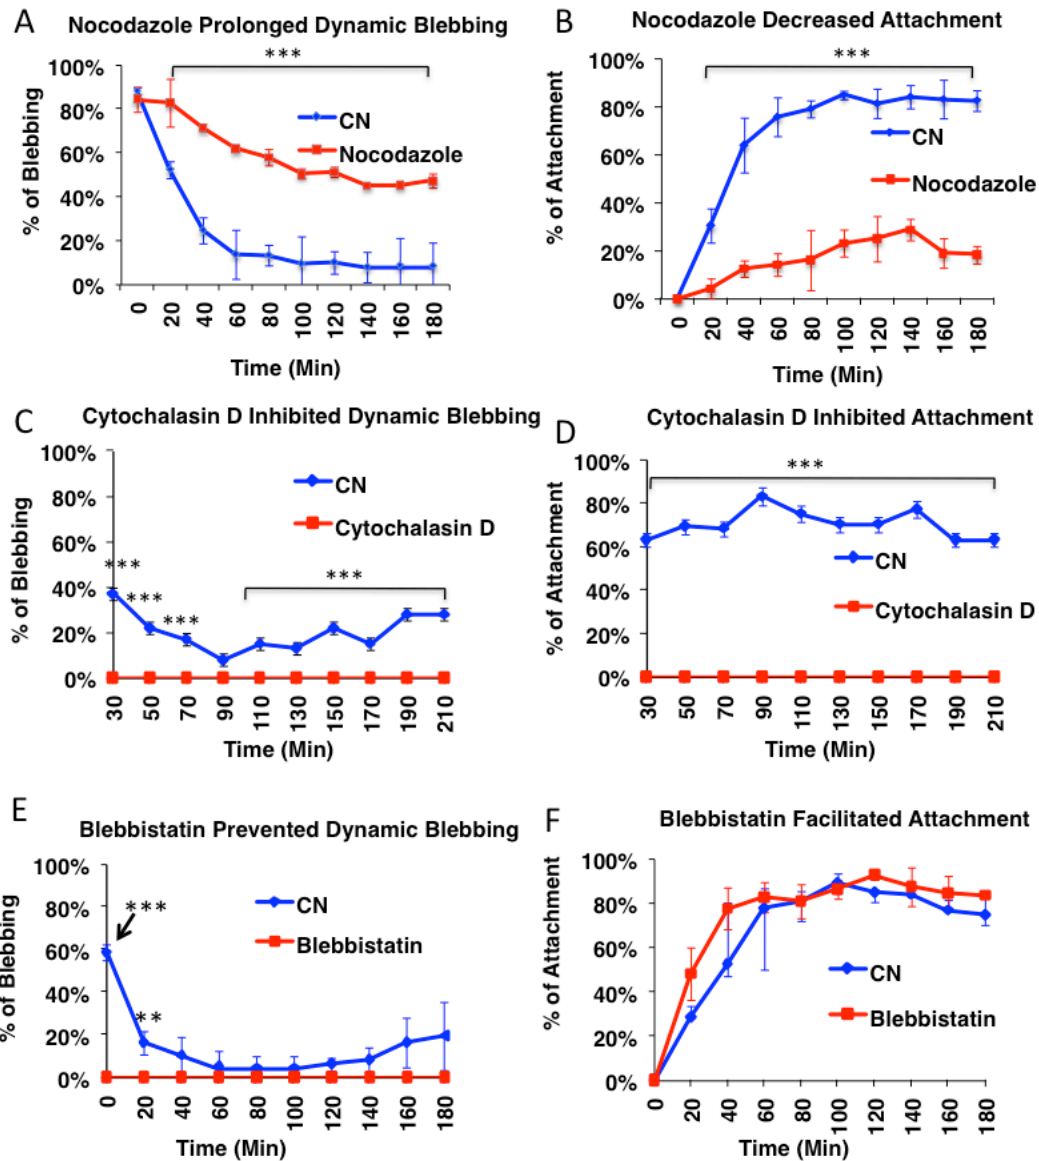 A
Nocodazole Prolonged Dynamic Blebbing
***
100%
80%
60%
40%
20%
0%
% of Blebbing
CN
Nocodazole
0 20 40 60 80 100 120 140 160 180
Time (Min)
B
Nocodazole Decreased Attachment
***
100%
80%
60%
40%
20%
0%
% of Attachment
CN
Nocodazole
0 20 40 60 80 100 120 140 160 180
Time (Min)
C
Cytochalasin D Inhibited Dynamic Blebbing
100%
80%
60%
40%
20%
0%
% of Blebbing
CN
Cytochalasin D
***
***
***
***
30 50 70 90 110 130 150 170 190 210
Time (Min)
D
Cytochalasin D Inhibited Attachment
***
100%
80%
60%
40%
20%
0%
% of Attachment
CN
Cytochalasin D
30 50 70 90 110 130 150 170 190 210
Time (Min)
E
Blebbistatin Prevented Dynamic Blebbing
100%
80%
60%
40%
20%
0%
% of Blebbing
***
**
CN
Blebbistatin
0 20 40 60 80 100 120 140 160 180
Time (Min)
F
Blebbistatin Facilitated Attachment
100%
80%
60%
40%
20%
0%
% of Attachment
CN
Blebbistatin
0 20 40 60 80 100 120 140 160 180
Time (Min)